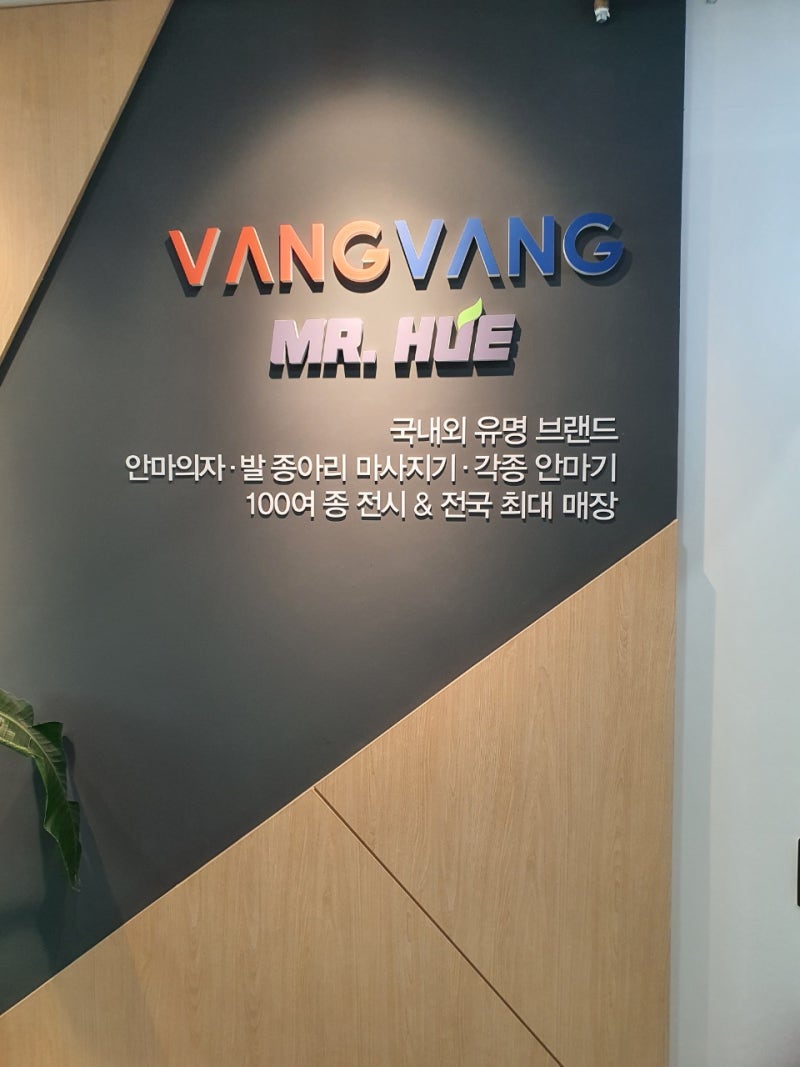 VANGVANG
MR. HUE
국내외 유명 브랜드
안마의자·발 종아리 마사지기·각종 안마기
100여 종 전시 & 전국 최대 매장